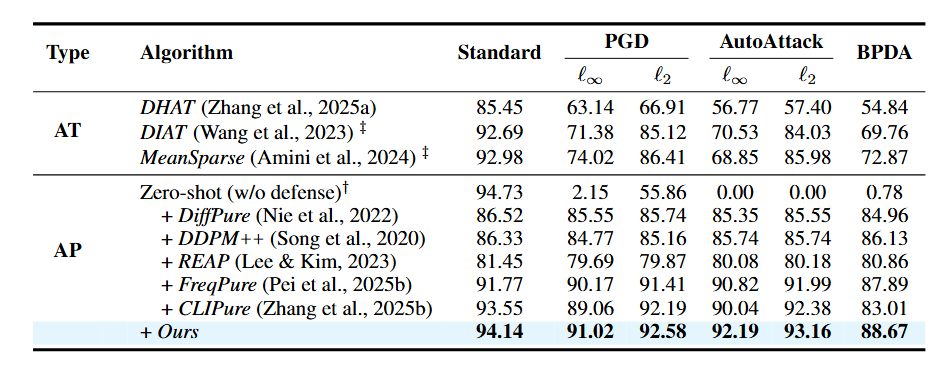 Type Algorithm Standard PGD AutoAttack BPDA
ℓ∞ ℓ2 ℓ∞ ℓ2
AT DHAT (Zhang et al., 2025a) 85.45 63.14 66.91 56.77 57.40 54.84
DIAT (Wang et al., 2023) ‡ 92.69 71.38 85.12 70.53 84.03 69.76
MeanSparse (Amini et al., 2024) ‡ 92.98 74.02 86.41 68.85 85.98 72.87
AP Zero-shot (w/o defense)† 94.73 2.15 55.86 0.00 0.00 0.78
+ DiffPure (Nie et al., 2022) 86.52 85.55 85.74 85.35 85.55 84.96
+ DDPM++ (Song et al., 2020) 86.33 84.77 85.16 85.74 85.74 86.13
+ REAP (Lee & Kim, 2023) 81.45 79.69 79.87 80.08 80.18 80.86
+ FreqPure (Pei et al., 2025b) 91.77 90.17 91.41 90.82 91.99 87.89
+ CLIPure (Zhang et al., 2025b) 93.55 89.06 92.19 90.04 92.38 83.01
+ Ours 94.14 91.02 92.58 92.19 93.16 88.67